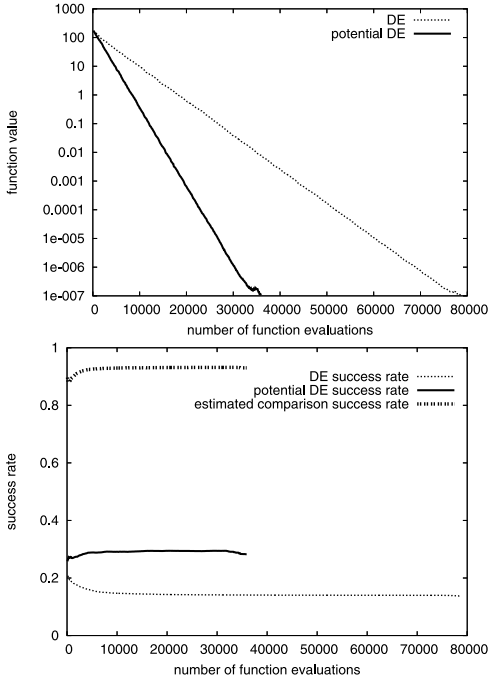 1000
100
10
1
0.1
0.01
0.001
0.0001
1e-005
1e-006
1e-007
function value
DE
potential DE
0 10000 20000 30000 40000 50000 60000 70000 80000
number of function evaluations
1
0.8
0.6
0.4
0.2
0
success rate
DE success rate
potential DE success rate
estimated comparison success rate
0 10000 20000 30000 40000 50000 60000 70000 80000
number of function evaluations